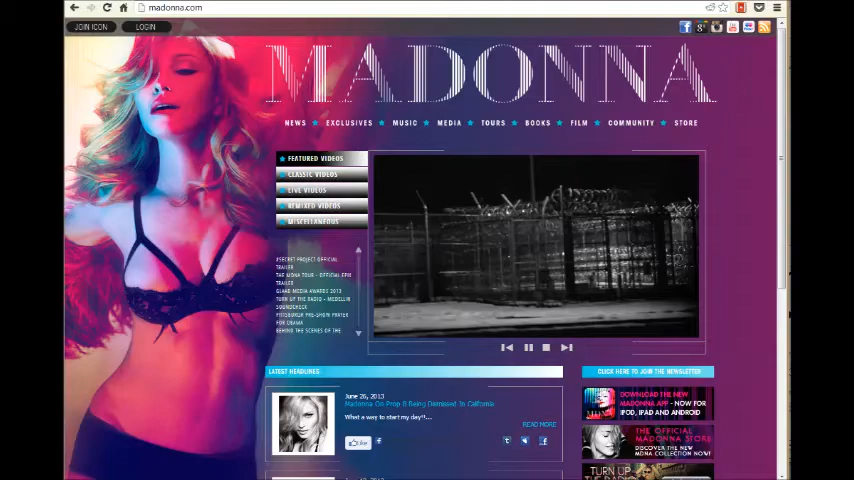 madonna.com
JOIN ICON
LOGIN
MADONNA
NEWS ★ EXCLUSIVES ★ MUSIC ★ MEDIA ★ TOURS ★ BOOKS ★ FILM ★ COMMUNITY ★ STORE
FEATURED VIDEOS
CLASSIC VIDEOS
LIVE VIDEOS
REMIXED VIDEOS
MISCELLANEOUS
#SECRET PROJECT OFFICIAL
TRAILER
THE MDNA TOUR - OFFICIAL EPIX
TRAILER
GLAAD MEDIA AWARDS 2013
TURN UP THE RADIO - MEDELLIN
SOUNDCHECK
PITTSBURGH PRE-SHOW PRAYER
FOR OBAMA
BEHIND THE SCENES OF THE
LATEST HEADLINES
June 26, 2013
Madonna On Prop 8 Being Dismissed In California
What a way to start my day!!!...
READ MORE
Like
CLICK HERE TO JOIN THE NEWSLETTER
DOWNLOAD THE NEW
MADONNA APP - NOW FOR
IPOD, IPAD AND ANDROID
THE OFFICIAL
MADONNA STORE
DISCOVER THE NEW
MDNA COLLECTION NOW!
TURN UP